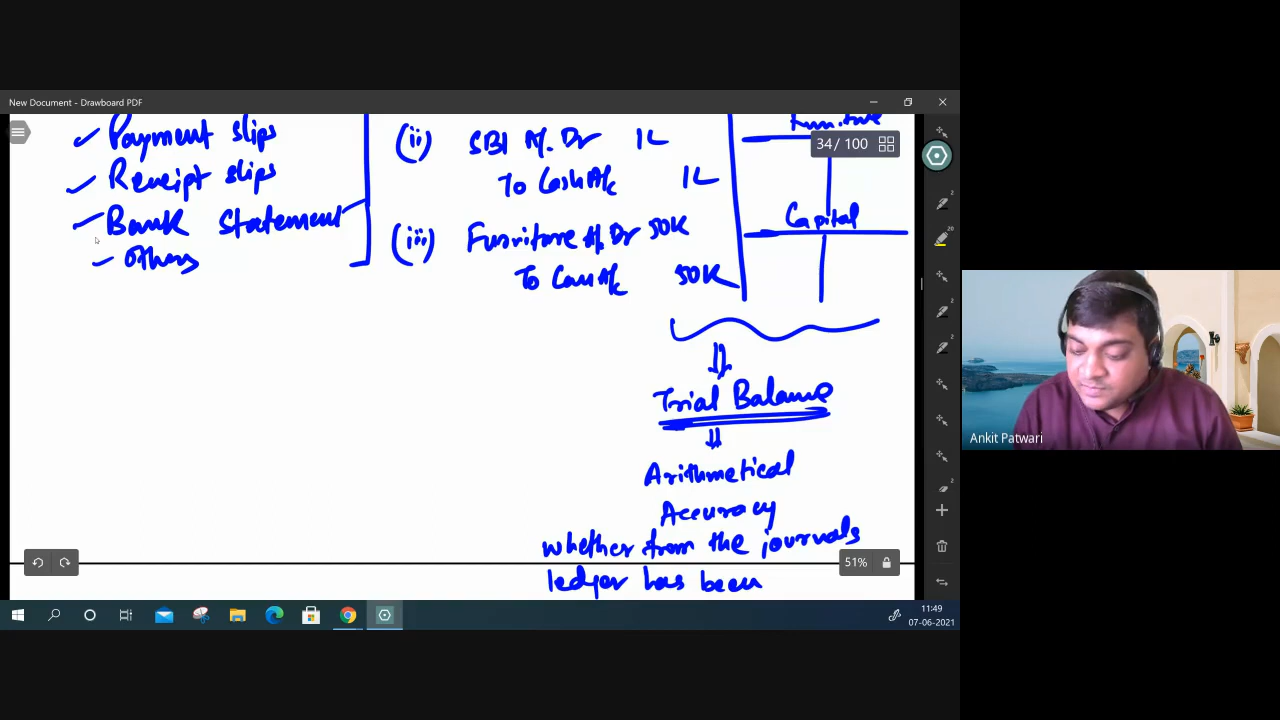 New Document - Drawboard PDF
34 / 100
Payment slips
Receipt slips
Bank Statement
Others
(ii) SBI A/c Dr 1L
To Cash A/c 1L
(iii) Furniture A/c Dr 50K
To Cash A/c 50K
Furniture
Capital
Trial Balance
Arithmetical
Accuracy
whether from the journals
ledger has been
51%
11:49
07-06-2021
Ankit Patwari